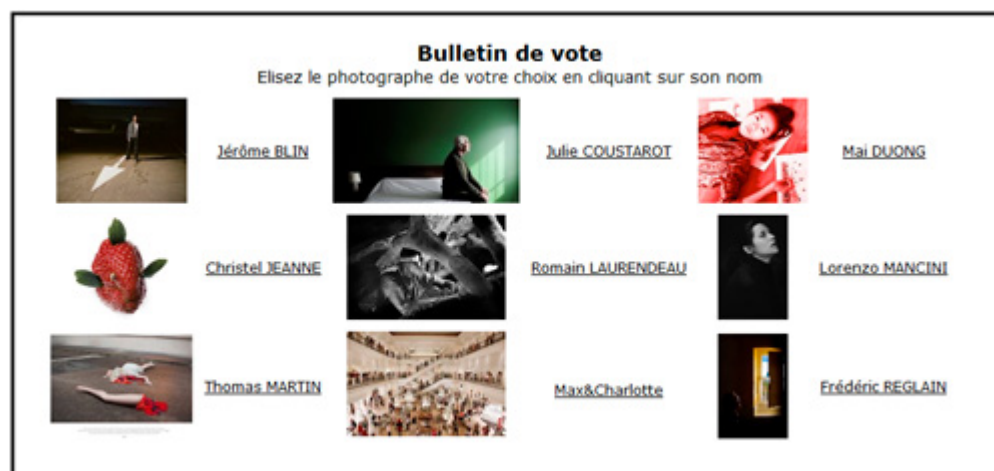 Bulletin de vote
Elisez le photographe de votre choix en cliquant sur son nom
Jérôme BLIN
Julie COUSTAROT
Mai DUONG
Christel JEANNE
Romain LAURENDEAU
Lorenzo MANCINI
Thomas MARTIN
Max&Charlotte
Frédéric REGLAIN